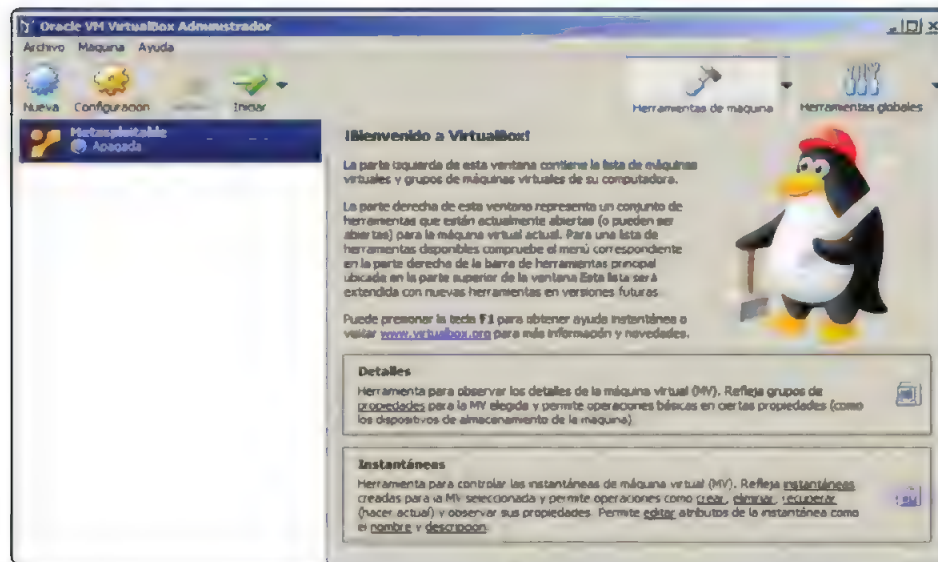 Oracle VM VirtualBox Administrador
Archivo Maquina Ayuda
Nueva Configuracion Iniciar Herramientas de maquina Herramientas globales
Metasploitable
Apagada
¡Bienvenido a VirtualBox!
La parte izquierda de esta ventana contiene la lista de máquinas
virtuales y grupos de máquinas virtuales de su computadora.
La parte derecha de esta ventana representa un conjunto de
herramientas que están actualmente abiertas (o pueden ser
abiertas) para la máquina virtual actual. Para una lista de
herramientas disponibles compruebe el menú correspondiente
en la parte derecha de la barra de herramientas principal
ubicada en la parte superior de la ventana Esta lista será
extendida con nuevas herramientas en versiones futuras
Puede presionar la tecla F1 para obtener ayuda instantánea o
visitar www.virtualbox.org para más información y novedades.
Detalles
Herramienta para observar los detalles de la máquina virtual (MV). Refleja grupos de
propiedades para la MV elegida y permite operaciones básicas en ciertas propiedades (como
los dispositivos de almacenamiento de la maquina)
Instantáneas
Herramienta para controlar las instantáneas de máquina virtual (MV). Refleja instantáneas
creadas para la MV seleccionada y permite operaciones como crear, eliminar, recuperar
(hacer actual) y observar sus propiedades. Permite editar atributos de la instantánea como
el nombre y descripcion